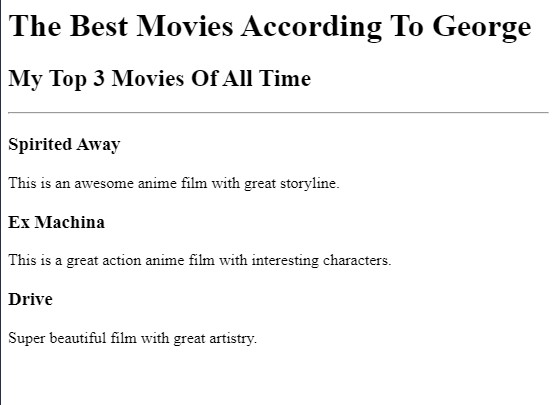 The Best Movies According To George
My Top 3 Movies Of All Time
Spirited Away
This is an awesome anime film with great storyline.
Ex Machina
This is a great action anime film with interesting characters.
Drive
Super beautiful film with great artistry.